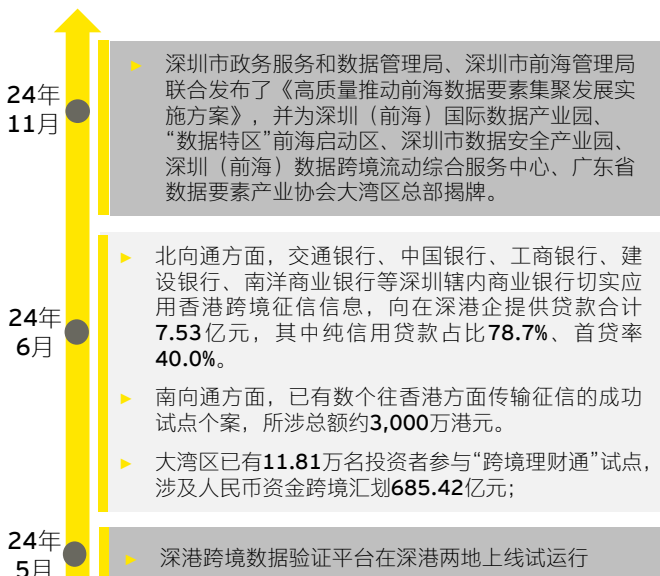 24年
11月
深圳市政务服务和数据管理局、深圳市前海管理局
联合发布了《高质量推动前海数据要素集聚发展实
施方案》，并为深圳（前海）国际数据产业园、
“数据特区”前海启动区、深圳市数据安全产业园、
深圳（前海）数据跨境流动综合服务中心、广东省
数据要素产业协会大湾区总部揭牌。
24年
6月
北向通方面，交通银行、中国银行、工商银行、建
设银行、南洋商业银行等深圳辖内商业银行切实应
用香港跨境征信信息，向在深港企提供贷款合计
7.53亿元，其中纯信用贷款占比78.7%、首贷率
40.0%。
南向通方面，已有数个往香港方面传输征信的成功
试点个案，所涉总额约3,000万港元。
大湾区已有11.81万名投资者参与“跨境理财通”试点，
涉及人民币资金跨境汇划685.42亿元；
24年
5月
深港跨境数据验证平台在深港两地上线试运行